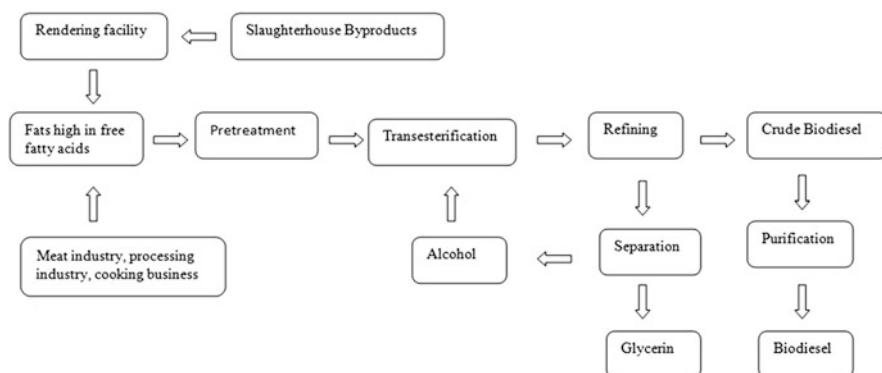 Rendering facility
Slaughterhouse Byproducts
Fats high in free
fatty acids
Pretreatment
Transesterification
Refining
Crude Biodiesel
Meat industry, processing
industry, cooking business
Alcohol
Separation
Purification
Glycerin
Biodiesel